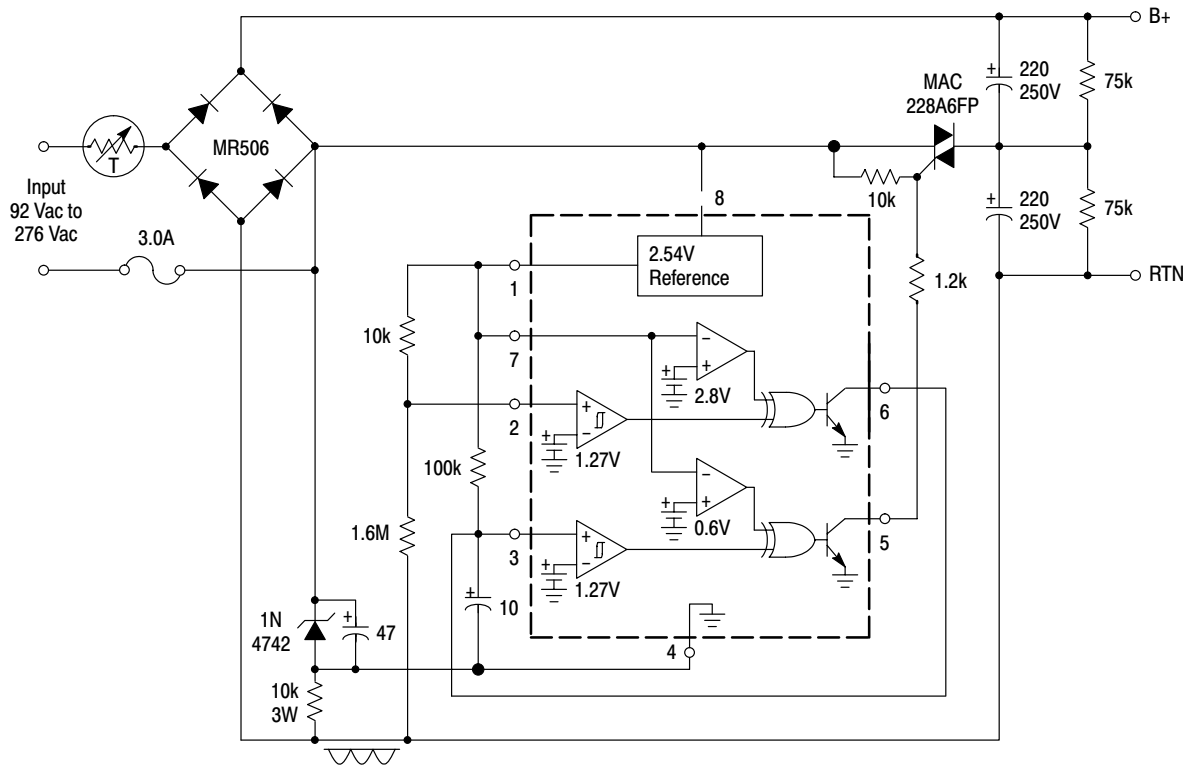 B+
220
250V
75k
MAC
228A6FP
MR506
T
Input
92 Vac to
276 Vac
3.0A
10k
8
220
250V
75k
2.54V
Reference
1
1.2k
RTN
10k
7
–
+
+
2.8V
6
2
+
–
+
1.27V
100k
–
+
+
0.6V
1.6M
3
+
–
+
1.27V
5
1N
4742
+
47
+
10
4
10k
3W